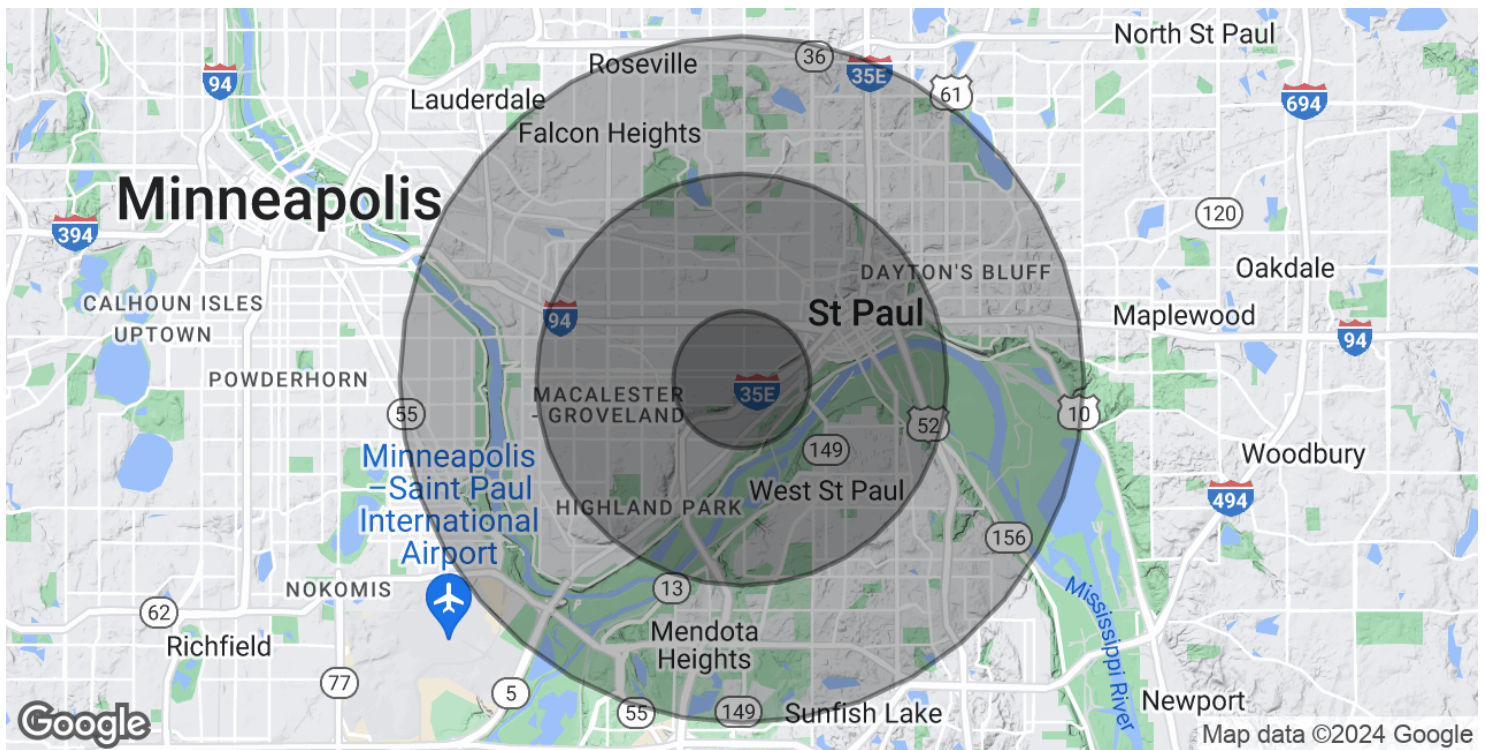 North St Paul
36
Roseville
35E
94
61
Lauderdale
694
Falcon Heights
Minneapolis
120
394
DAYTON'S BLUFF
Oakdale
CALHOUN ISLES
St Paul
94
Maplewood
UPTOWN
94
POWDERHORN
MACALESTER
- GROVELAND
35E
55
10
52
149
Minneapolis
–Saint Paul
International
Airport
Woodbury
West St Paul
494
HIGHLAND PARK
156
NOKOMIS
13
Mississippi River
62
Richfield
Mendota
Heights
77
5
55
149
Sunfish Lake
Newport
Google
Map data ©2024 Google